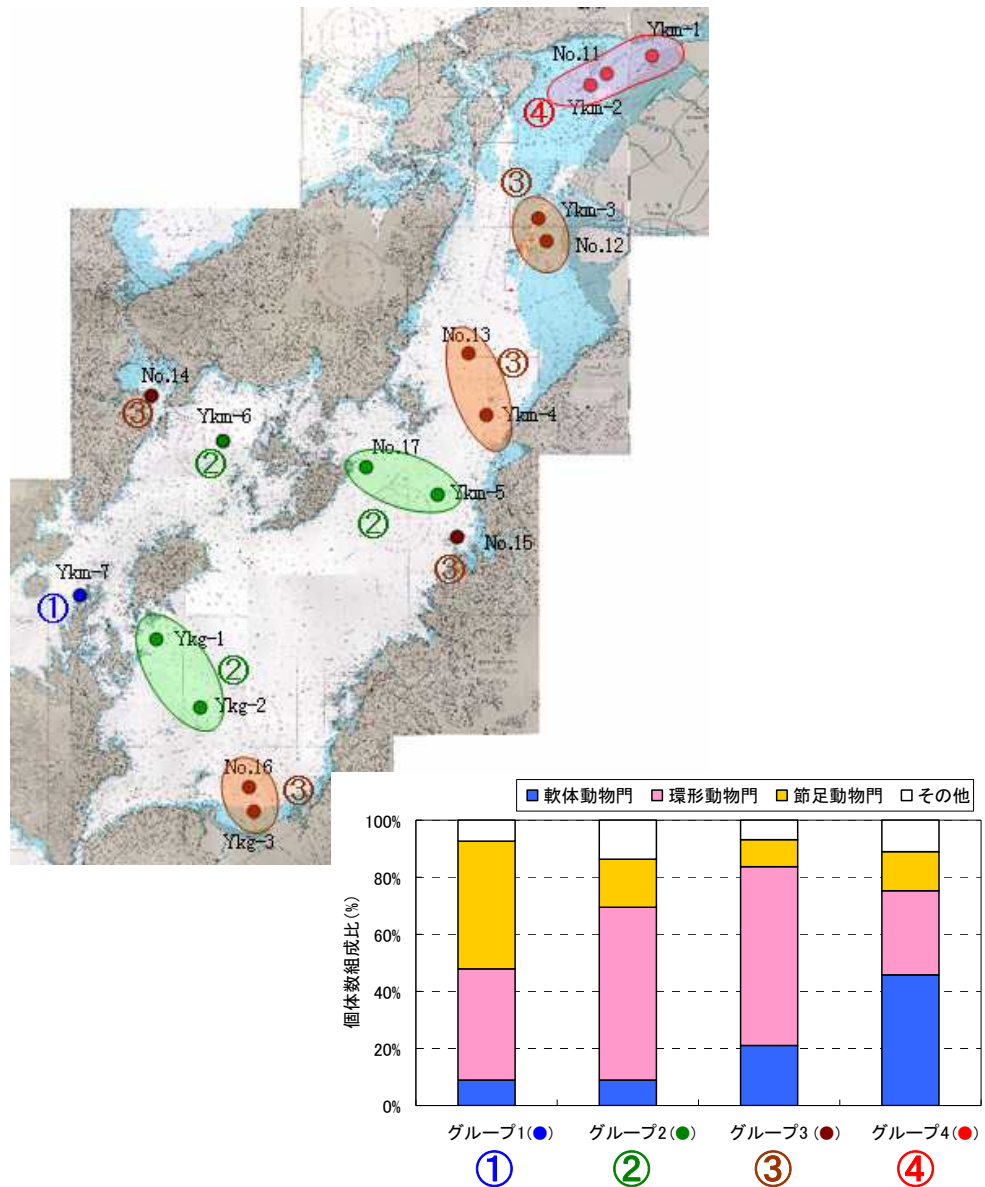 Ykm-1
No.11
Ykm-2
④
③
Ykm-3
No.12
No.13
③
No.14
③
Ykm-4
Ykm-6
②
No.17
Ykm-5
②
No.15
③
Ykm-7
①
Ykg-1
②
Ykg-2
No.16
③
Ykg-3
軟体動物門 環形動物門 節足動物門 その他
100%
80%
60%
40%
20%
0%
個体数組成比(%)
グループ1(●) グループ2(●) グループ3(●) グループ4(●)
① ② ③ ④